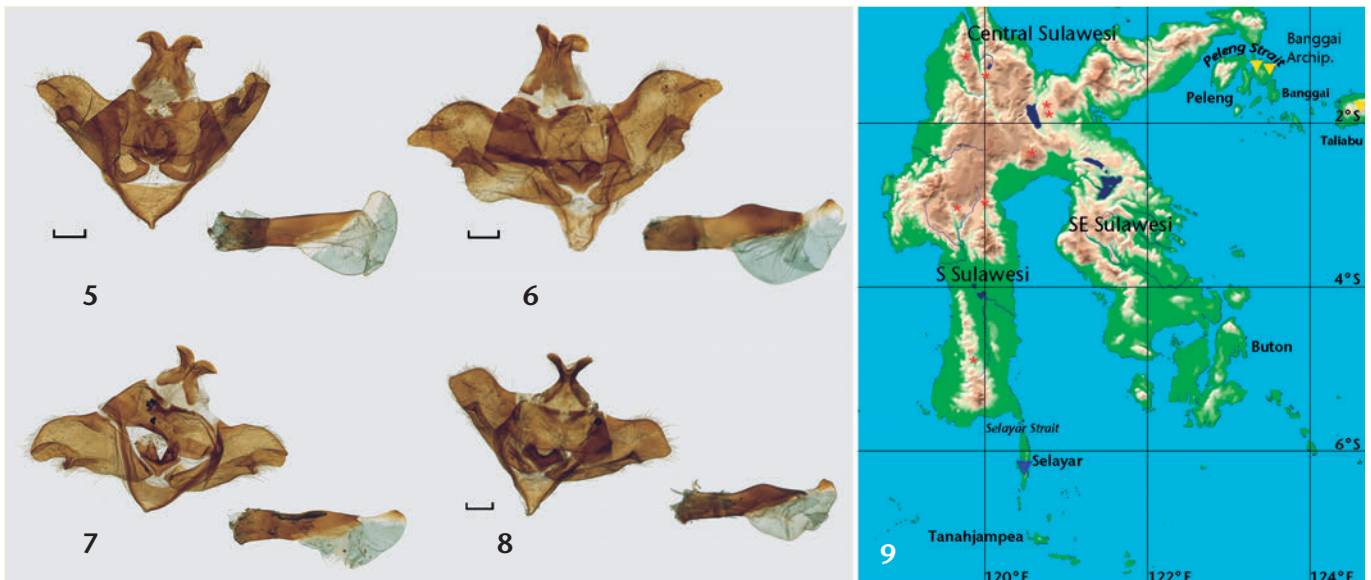 5
6
7
8
Central Sulawesi
Peleng Strait
Banggai
Archip.
Peleng
Banggai
2°S
Taliabu
SE Sulawesi
S Sulawesi
4°S
Buton
Selayar Strait
6°S
Selayar
Tanahjampea
9
120°E
122°E
124°E